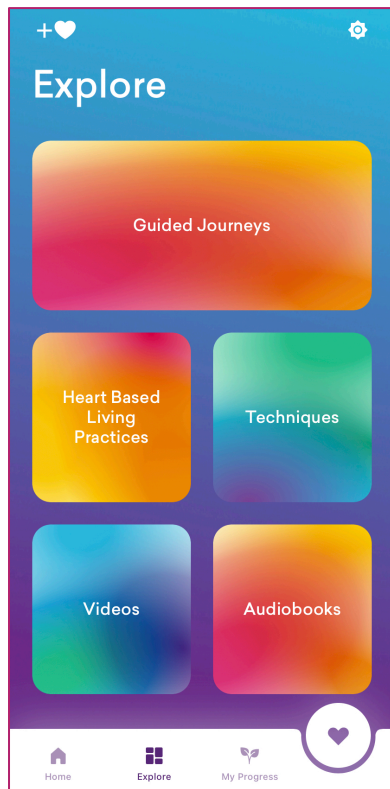 Explore
Guided Journeys
Heart Based
Living
Practices
Techniques
Videos
Audiobooks
Home
Explore
My Progress